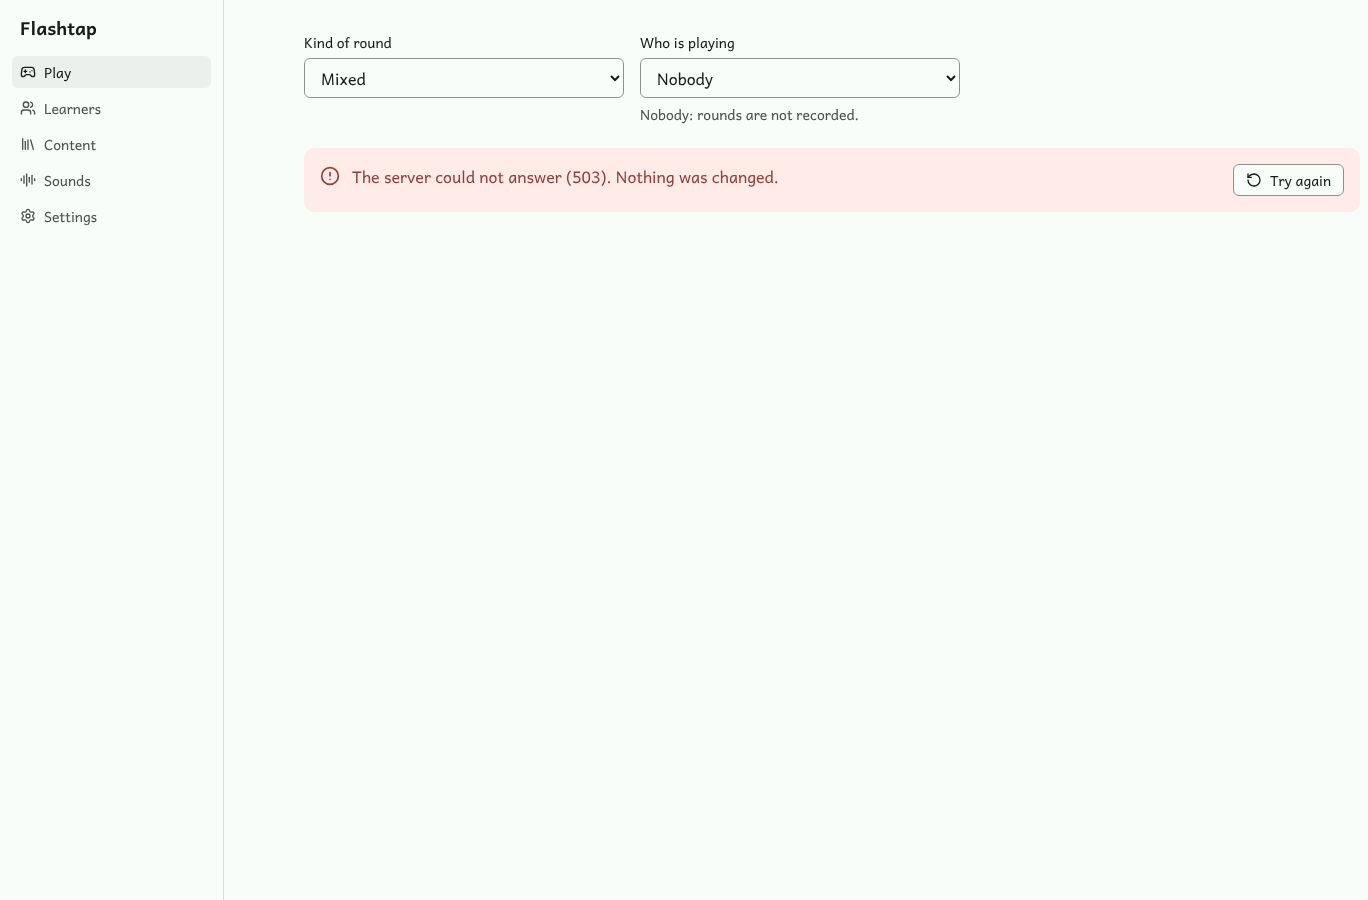 Flashtap
Play
Learners
Content
Sounds
Settings
Kind of round
Mixed
Who is playing
Nobody
Nobody: rounds are not recorded.
The server could not answer (503). Nothing was changed.
Try again